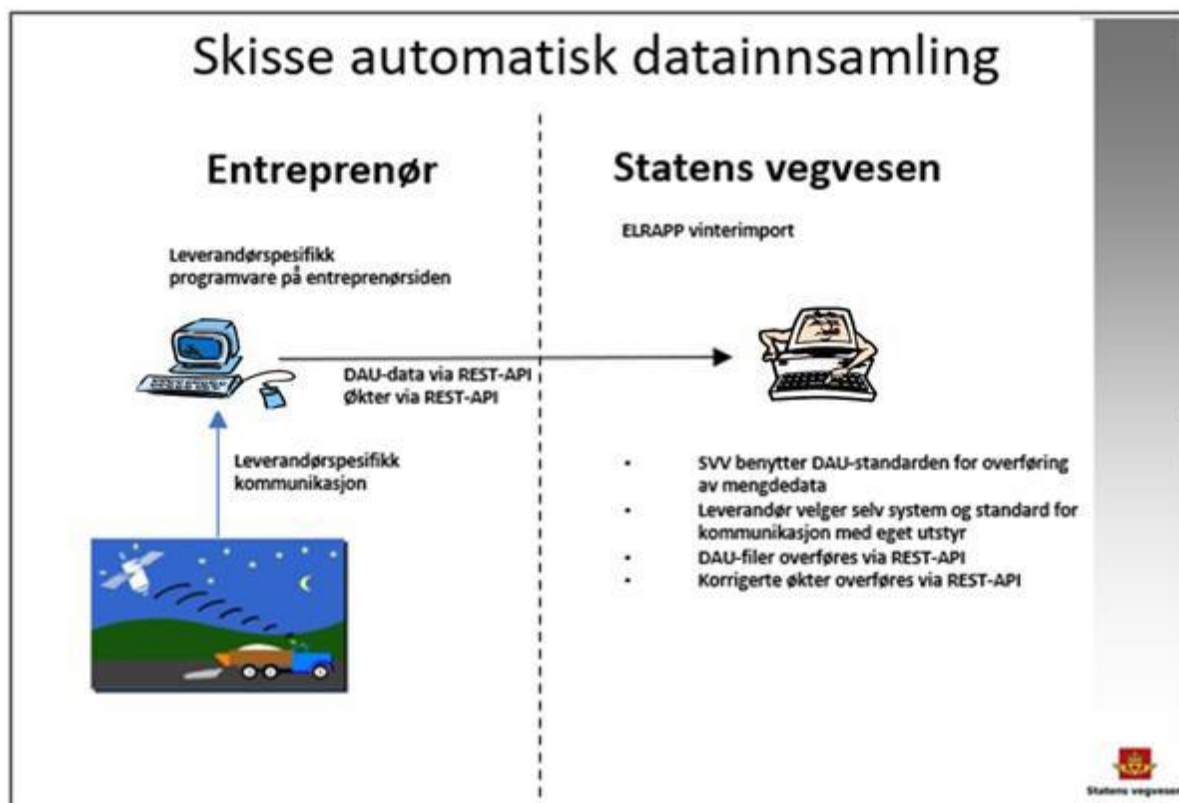 Skisse automatisk datainnsamling
Entreprenør
Leverandørspesifikk
programvare på entreprenørsiden
DAU-data via REST-API
Økter via REST-API
Leverandørspesifikk
kommunikasjon
Statens vegvesen
ELRAPP vinterimport
• SVV benytter DAU-standarden for overføring
av mengdedata
• Leverandør velger selv system og standard for
kommunikasjon med eget utstyr
• DAU-filer overføres via REST-API
• Korrigerte økter overføres via REST-API
Statens vegvesen